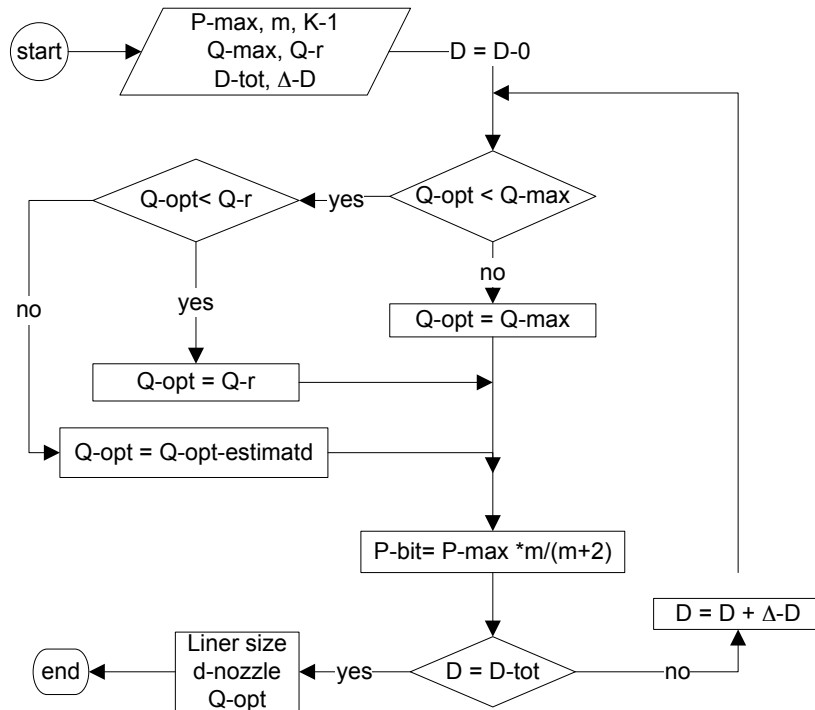 start
P-max, m, K-1
Q-max, Q-r
D-tot, Δ-D
D = D-0
Q-opt < Q-max
yes
Q-opt< Q-r
no
yes
no
Q-opt = Q-max
Q-opt = Q-r
Q-opt = Q-opt-estimatd
P-bit= P-max *m/(m+2)
D = D + Δ-D
D = D-tot
no
yes
Liner size
d-nozzle
Q-opt
end